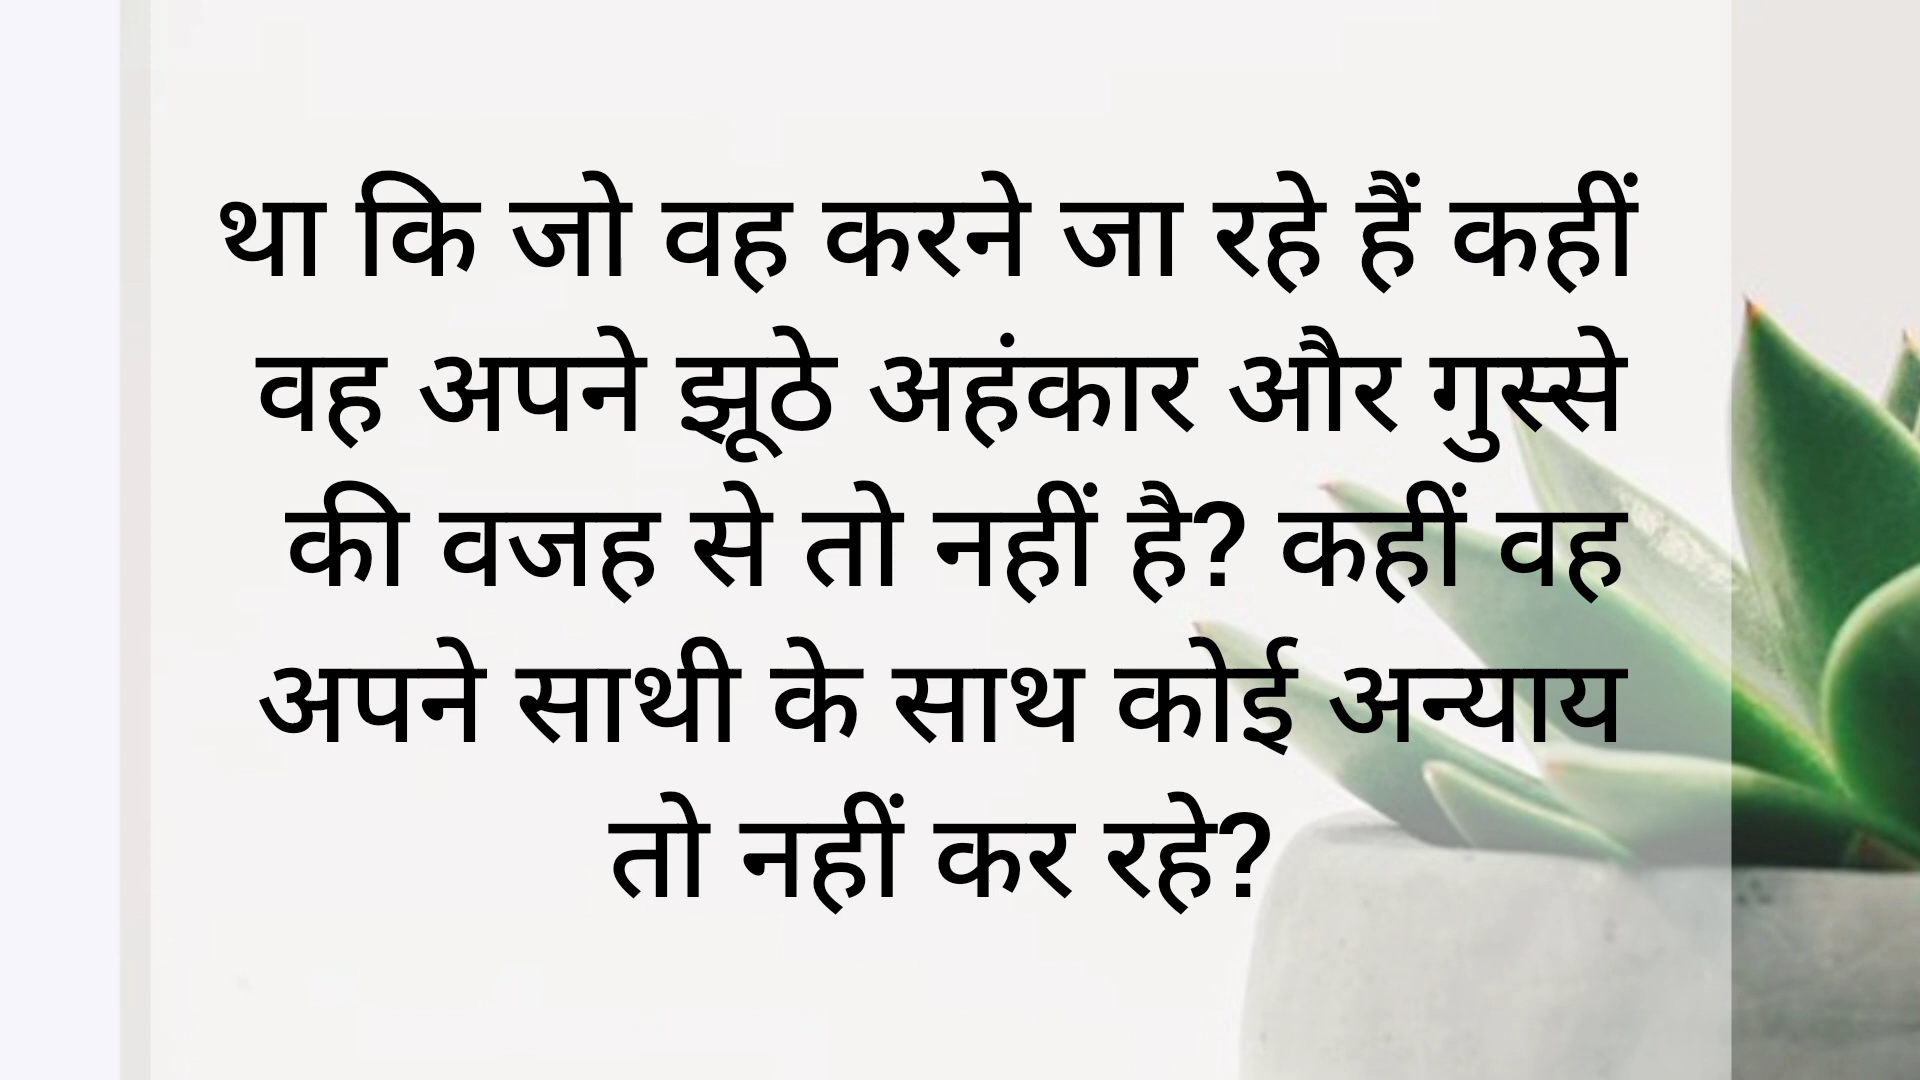 था कि जो वह करने जा रहे हैं कहीं
वह अपने झूठे अहंकार और गुस्से
की वजह से तो नहीं है? कहीं वह
अपने साथी के साथ कोई अन्याय
तो नहीं कर रहे?